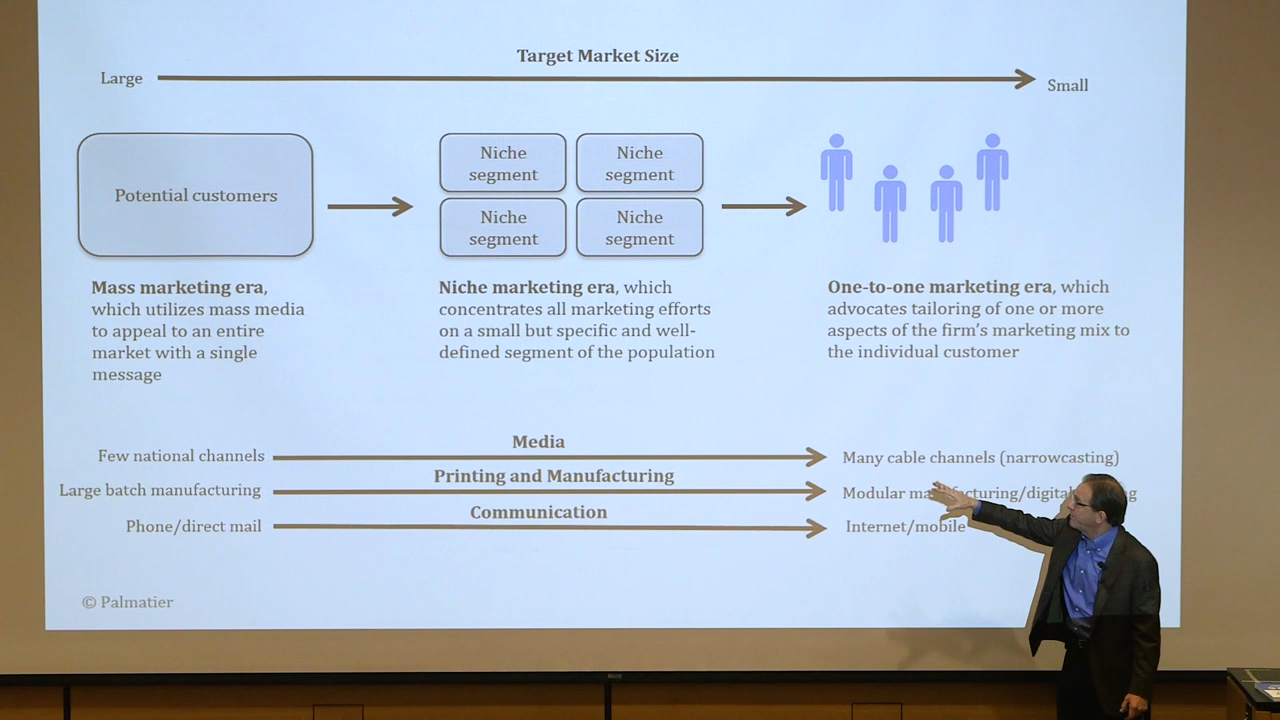 Target Market Size
Large
Small
Potential customers
Niche
segment
Niche
segment
Niche
segment
Niche
segment
Mass marketing era,
which utilizes mass media
to appeal to an entire
market with a single
message
Niche marketing era, which
concentrates all marketing efforts
on a small but specific and well-
defined segment of the population
One-to-one marketing era, which
advocates tailoring of one or more
aspects of the firm's marketing mix to
the individual customer
Media
Few national channels
Many cable channels (narrowcasting)
Printing and Manufacturing
Large batch manufacturing
Modular
Communication
Phone/direct mail
Internet/mobile
© Palmatier